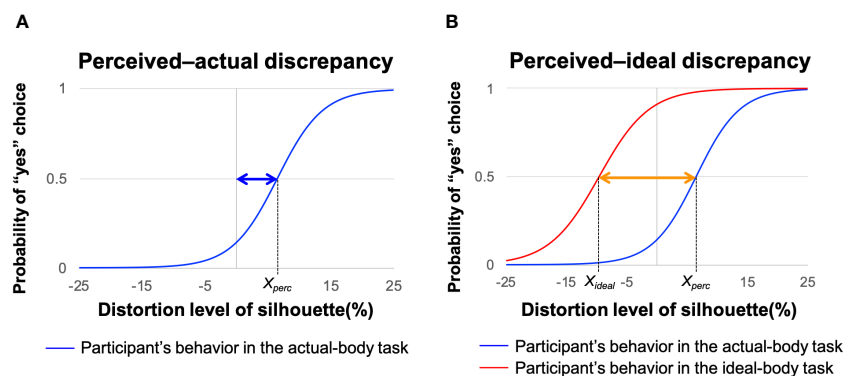 A
Perceived–actual discrepancy
Probability of “yes” choice
1
0.5
0
-25 -15 -5 Xperc 15 25
Distortion level of silhouette(%)
Participant’s behavior in the actual-body task
B
Perceived–ideal discrepancy
Probability of “yes” choice
1
0.5
0
-25 -15 Xideal -5 Xperc 15 25
Distortion level of silhouette(%)
Participant’s behavior in the actual-body task
Participant’s behavior in the ideal-body task